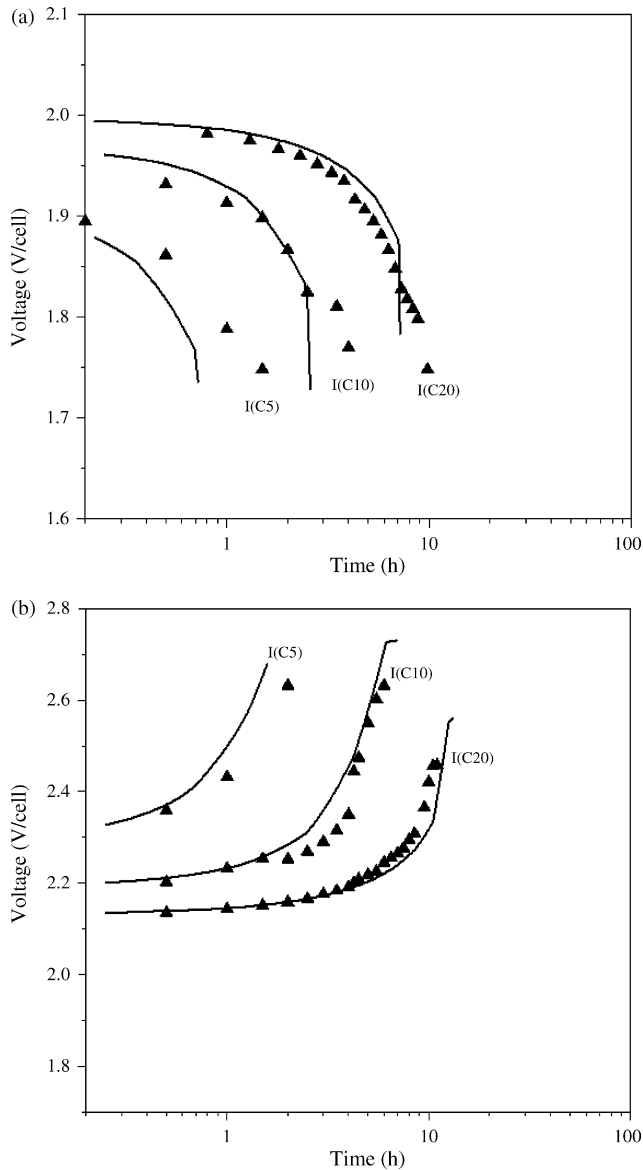 (a)
2.1
2.0
1.9
1.8
1.7
1.6
Voltage (V/cell)
I(C5)
I(C10)
I(C20)
1
10
100
Time (h)
(b)
2.8
2.6
2.4
2.2
2.0
1.8
Voltage (V/cell)
I(C5)
I(C10)
I(C20)
1
10
100
Time (h)